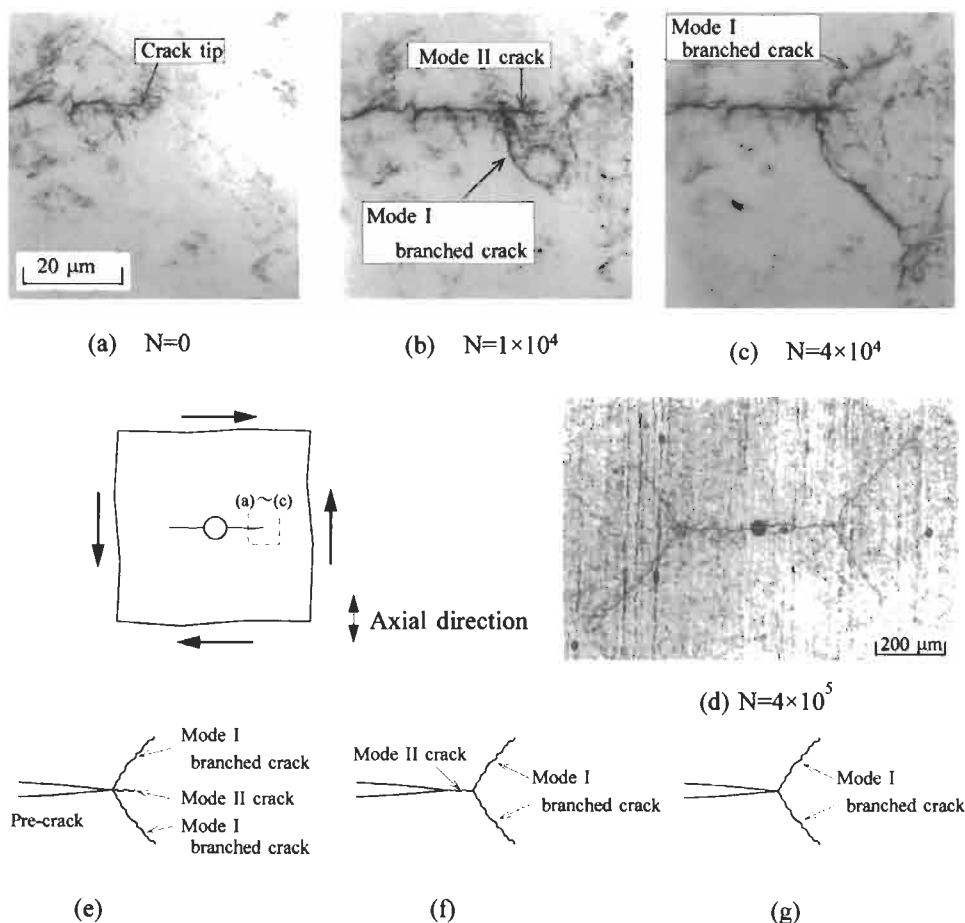 Crack tip
20 µm
(a) N=0
Mode II crack
Mode I
branched crack
(b) N=1×10⁴
Mode I
branched crack
(c) N=4×10⁴
(a)～(c)
Axial direction
200 µm
(d) N=4×10⁵
Mode I
branched crack
Mode II crack
Mode I
branched crack
Pre-crack
(e)
Mode II crack
Mode I
branched crack
(f)
Mode I
branched crack
(g)